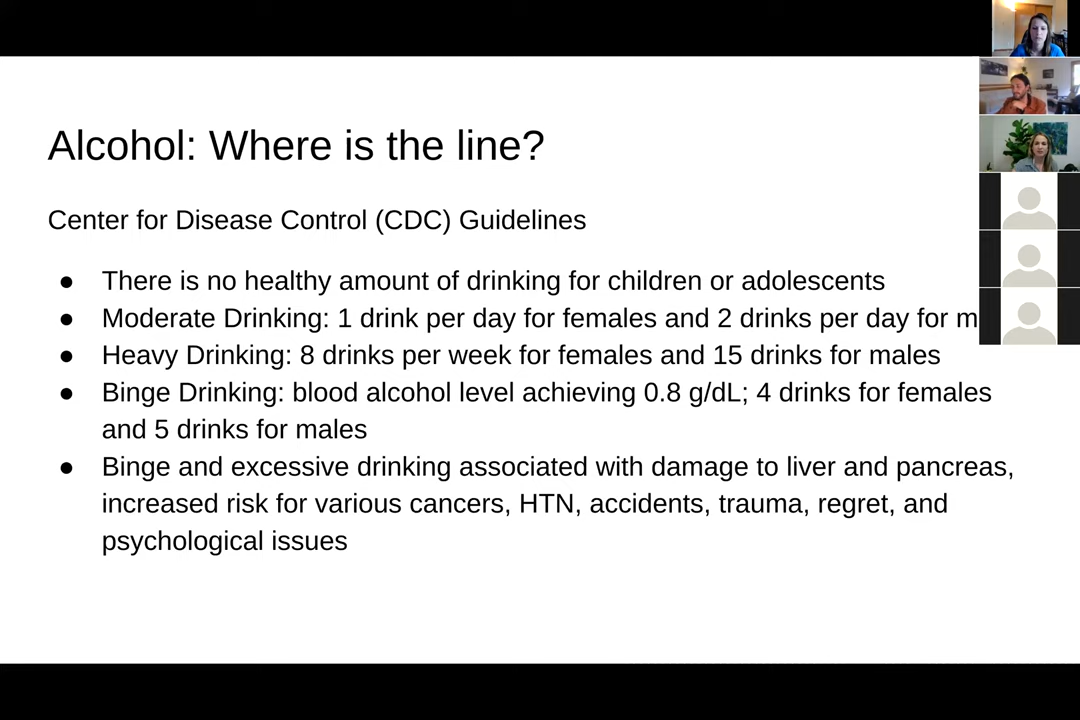 Alcohol: Where is the line?
Center for Disease Control (CDC) Guidelines
● There is no healthy amount of drinking for children or adolescents
● Moderate Drinking: 1 drink per day for females and 2 drinks per day for m
● Heavy Drinking: 8 drinks per week for females and 15 drinks for males
● Binge Drinking: blood alcohol level achieving 0.8 g/dL; 4 drinks for females
and 5 drinks for males
● Binge and excessive drinking associated with damage to liver and pancreas,
increased risk for various cancers, HTN, accidents, trauma, regret, and
psychological issues